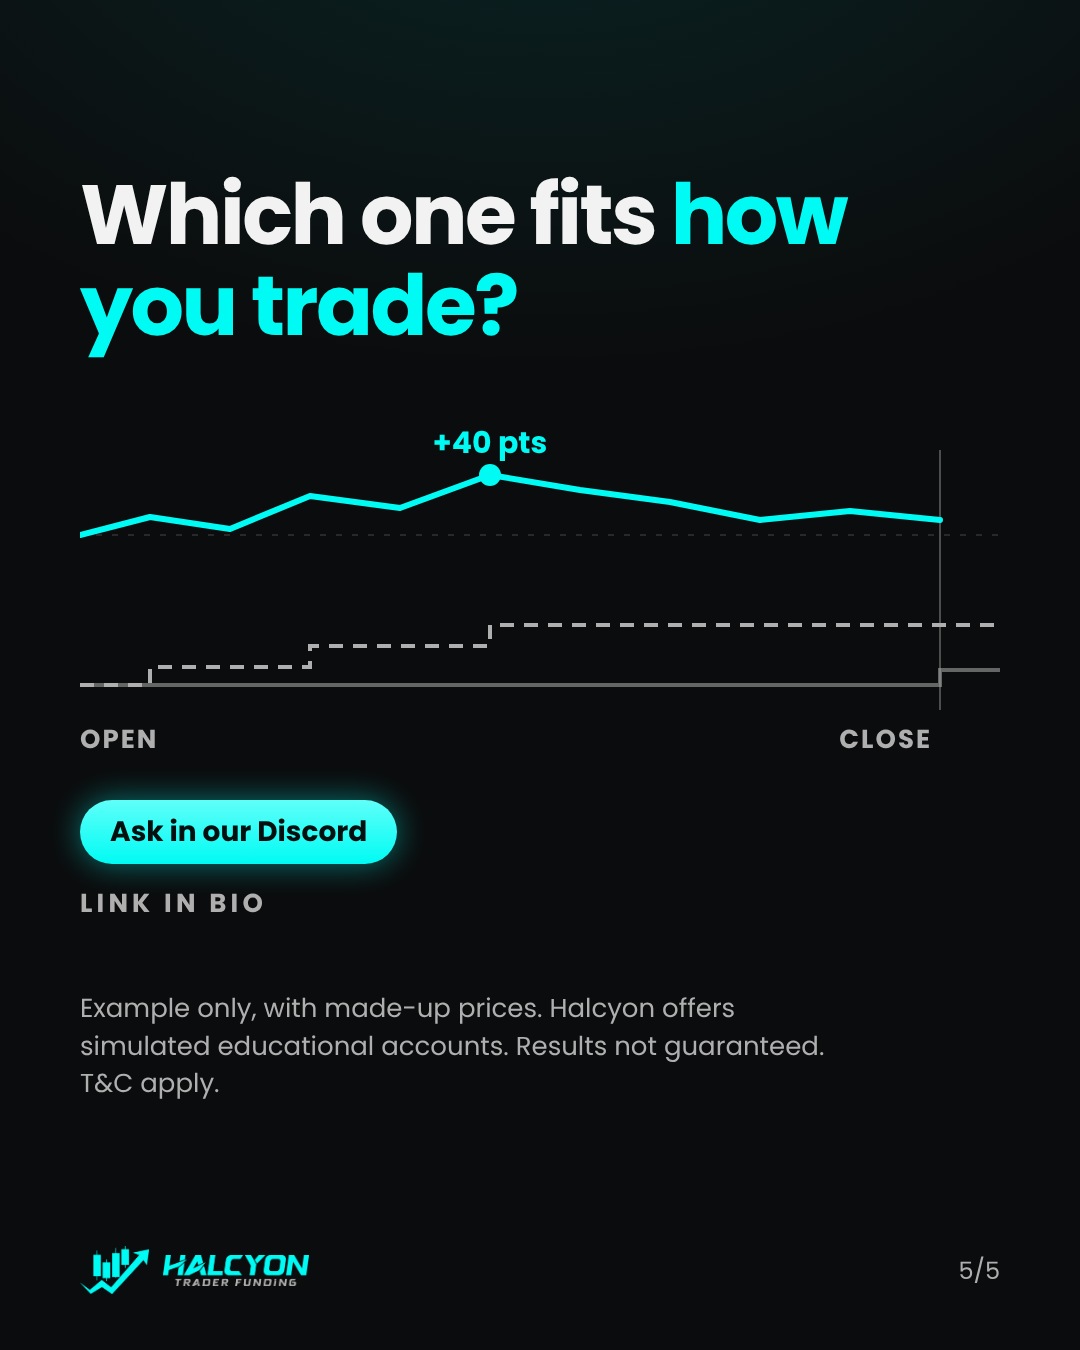 Which one fits how
you trade?
+40 pts
OPEN
CLOSE
Ask in our Discord
LINK IN BIO
Example only, with made-up prices. Halcyon offers
simulated educational accounts. Results not guaranteed.
T&C apply.
HALCYON
TRADER FUNDING
5/5